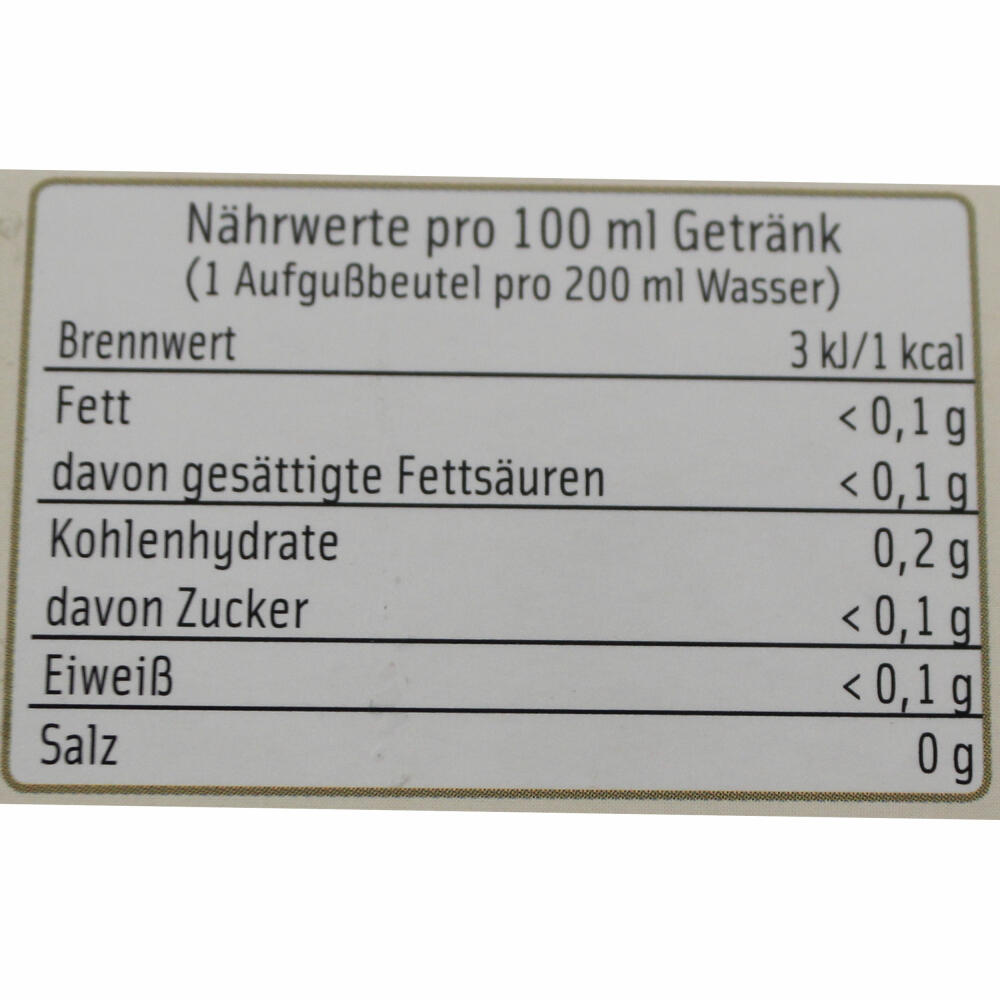 Nährwerte pro 100 ml Getränk
(1 Aufgußbeutel pro 200 ml Wasser)
Brennwert 3 kJ/1 kcal
Fett < 0,1 g
davon gesättigte Fettsäuren < 0,1 g
Kohlenhydrate 0,2 g
davon Zucker < 0,1 g
Eiweiß < 0,1 g
Salz 0 g